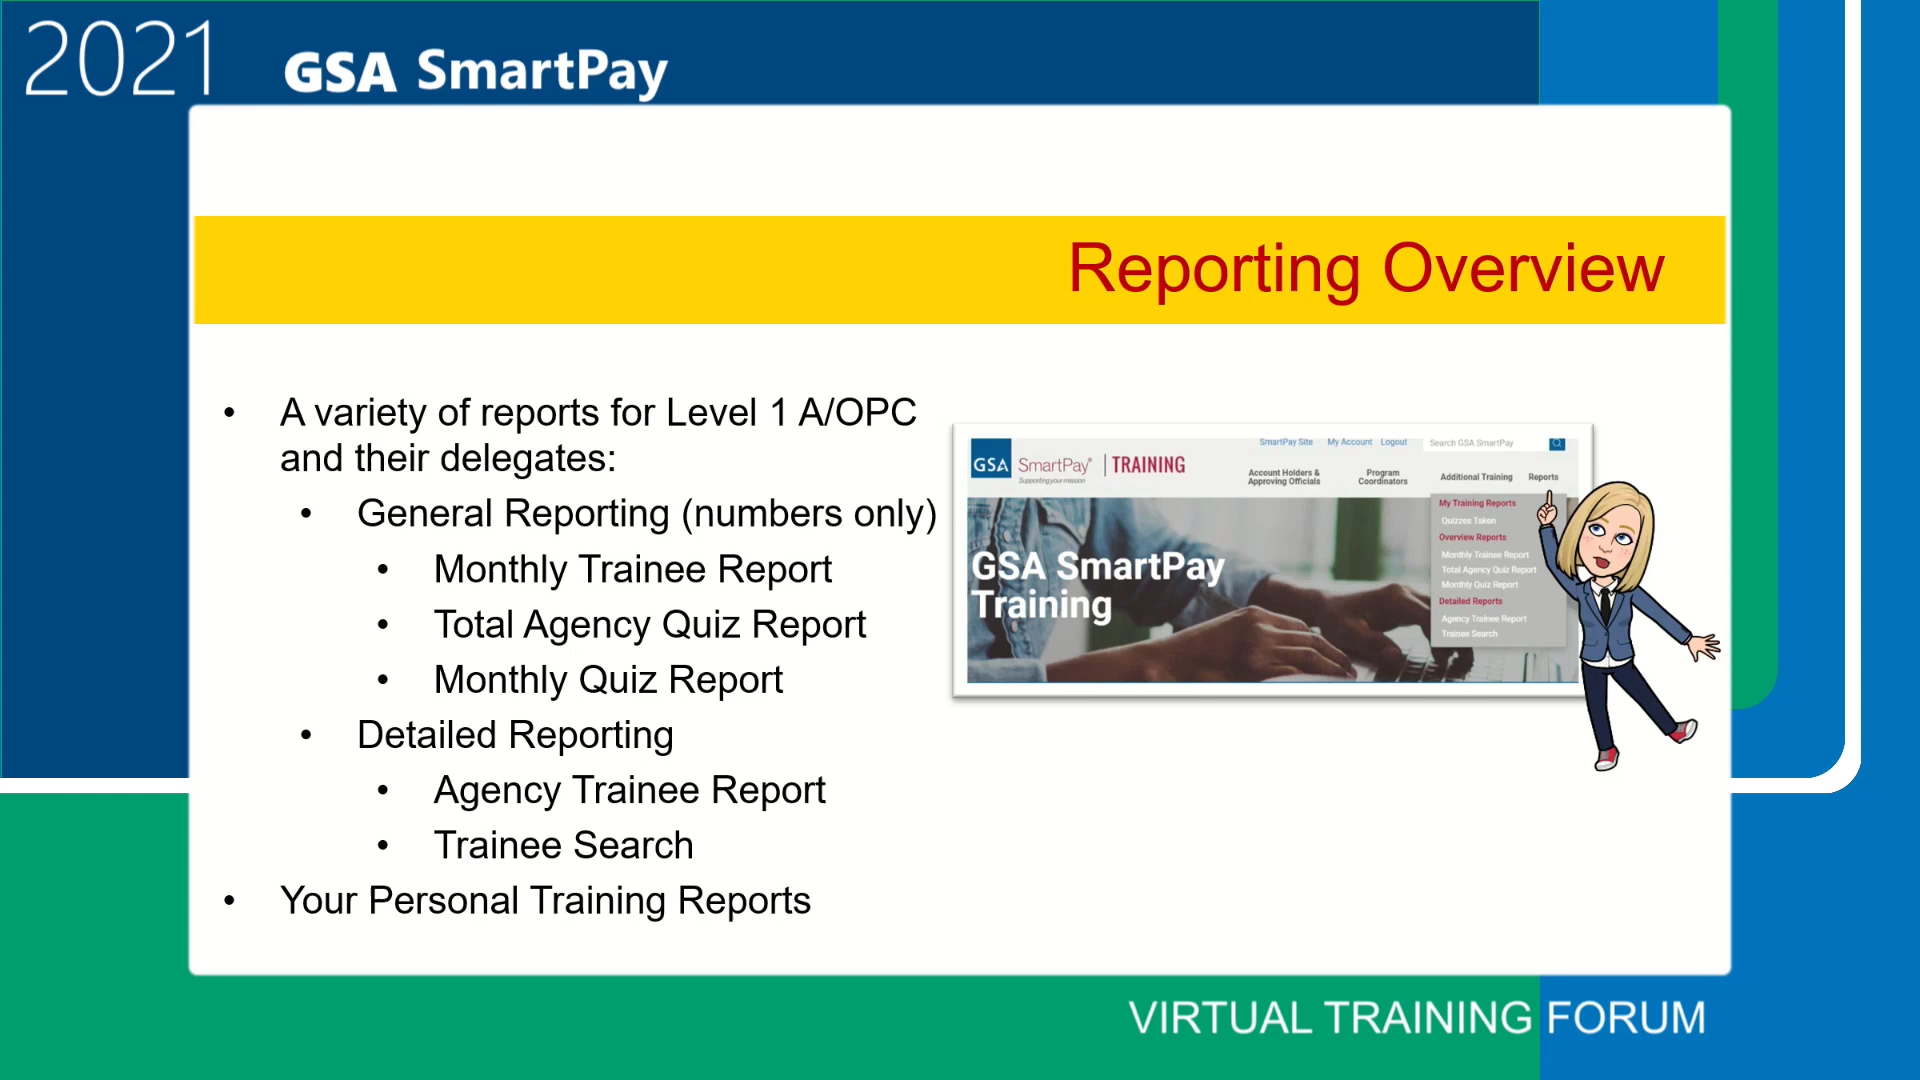 2021
GSA SmartPay
Reporting Overview
• A variety of reports for Level 1 A/OPC
and their delegates:
• General Reporting (numbers only)
• Monthly Trainee Report
• Total Agency Quiz Report
• Monthly Quiz Report
• Detailed Reporting
• Agency Trainee Report
• Trainee Search
• Your Personal Training Reports
SmartPay Site My Account Logout Search GSA SmartPay
GSA SmartPay® | TRAINING
Supporting your mission
Account Holders &
Approving Officials
Program
Coordinators
Additional Training
Reports
My Training Reports
Quizzes Taken
Overview Reports
Monthly Trainee Report
Total Agency Quiz Report
Monthly Quiz Report
Detailed Reports
Agency Trainee Report
Trainee Search
GSA SmartPay
Training
VIRTUAL TRAINING FORUM